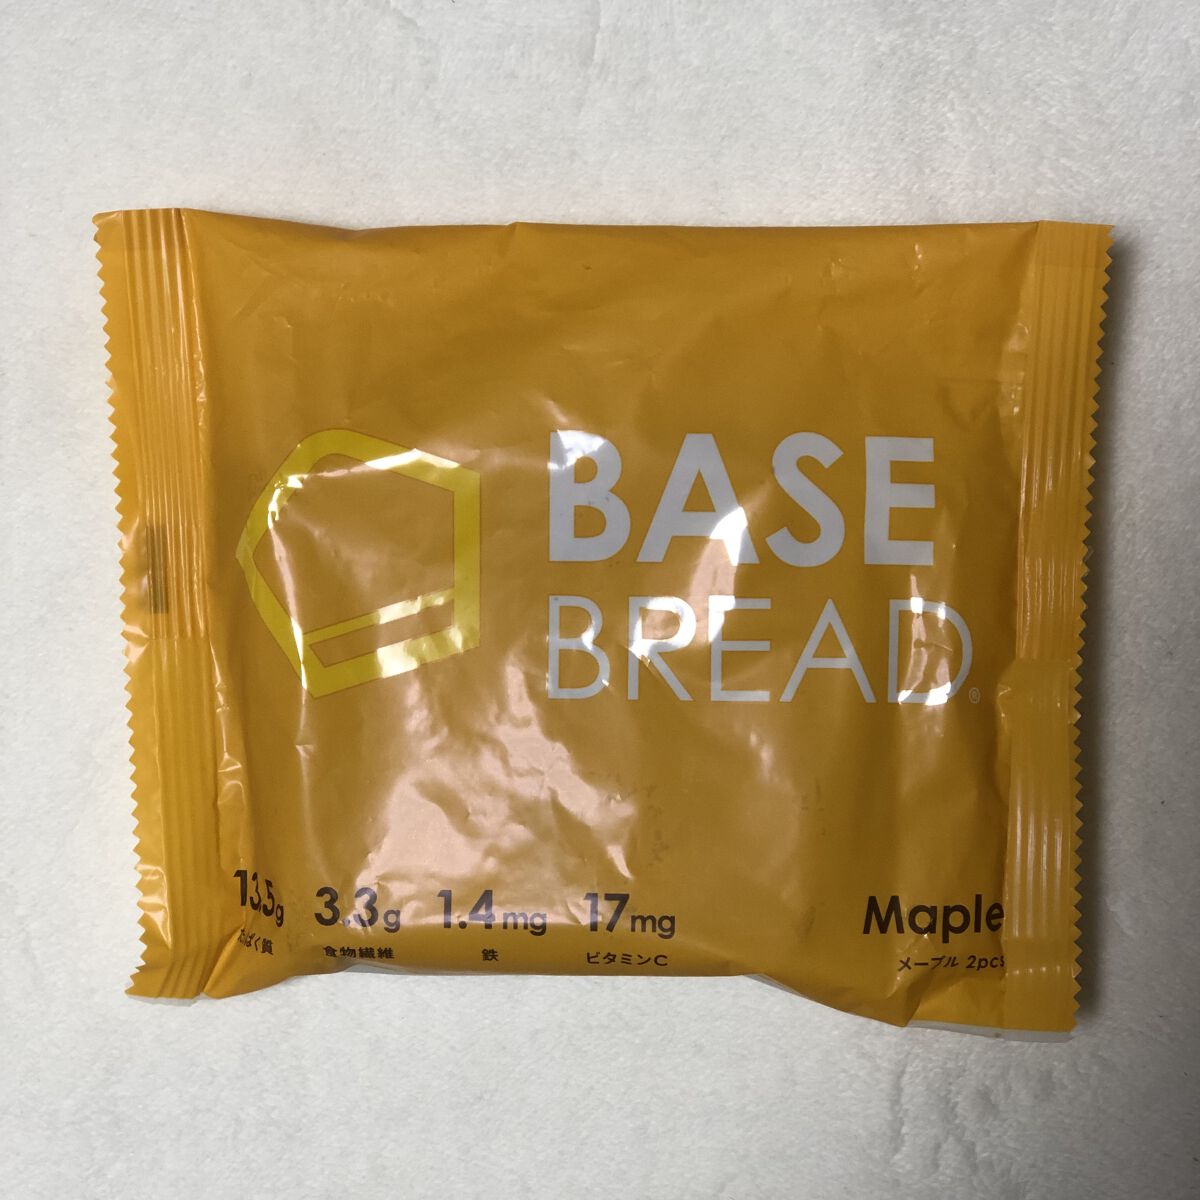 BASE
BREAD®
13.5g 3.3g 1.4mg 17mg
たんぱく質 食物繊維 鉄 ビタミンC
Maple
メープル 2pcs